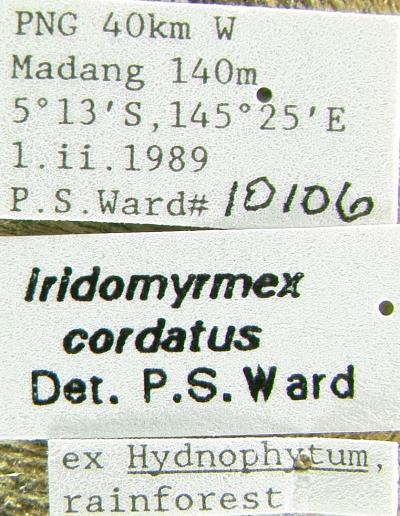 PNG 40km W
Madang 140m
5°13'S,145°25'E
1.ii.1989
P.S.Ward# 10106
Iridomyrmex
cordatus
Det. P.S.Ward
ex Hydnophytum,
rainforest